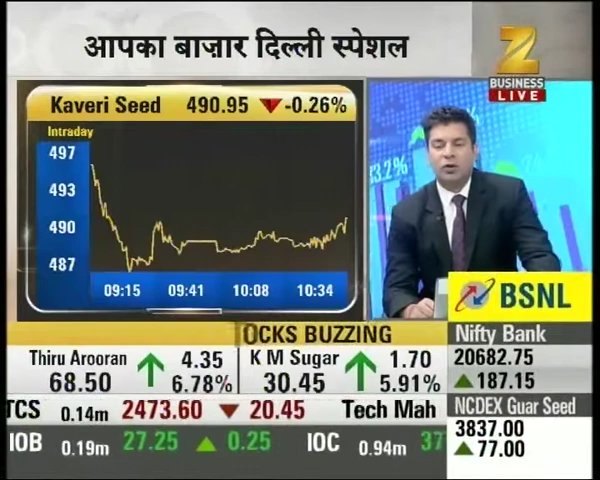 आपका बाज़ार दिल्ली स्पेशल
Z
BUSINESS
LIVE
Kaveri Seed 490.95 -0.26%
Intraday
497
493
490
487
09:15 09:41 10:08 10:34
33.2%
BSNL
TOCKS BUZZING
Thiru Arooran 4.35
68.50 6.78%
K M Sugar 1.70
30.45 5.91%
Nifty Bank
20682.75
187.15
TCS 0.14m 2473.60 20.45 Tech Mah
NCDEX Guar Seed
3837.00
77.00
IOB 0.19m 27.25 0.25 IOC 0.94m 37